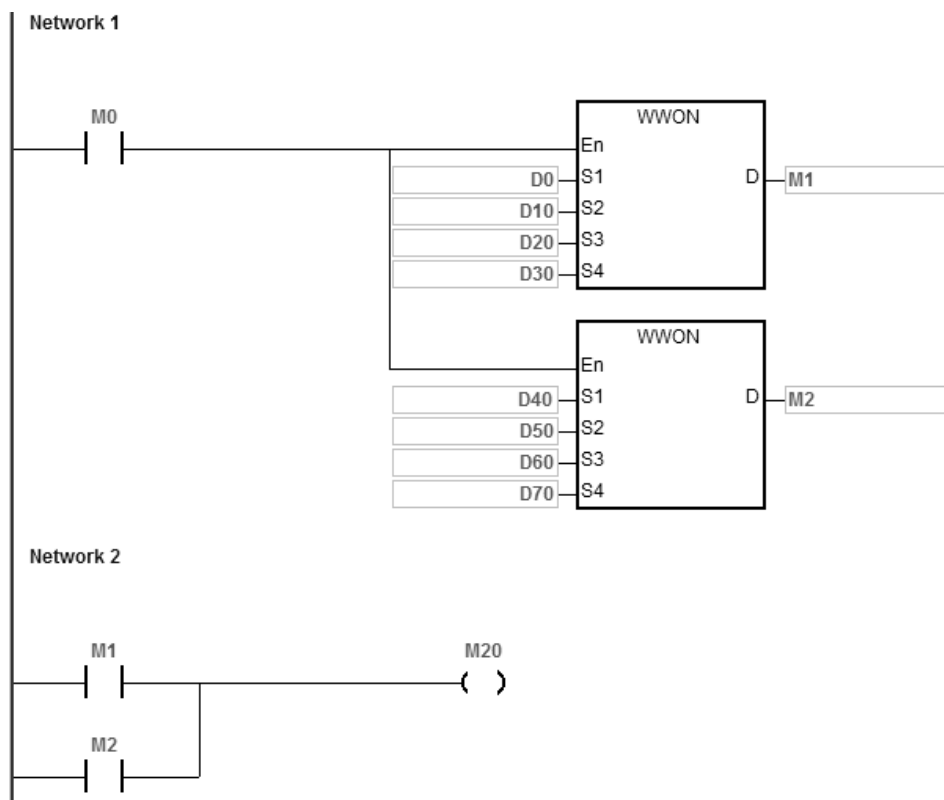 Network 1
M0
WWON
En
D0 S1 D M1
D10 S2
D20 S3
D30 S4
WWON
En
D40 S1 D M2
D50 S2
D60 S3
D70 S4
Network 2
M1 M20
M2